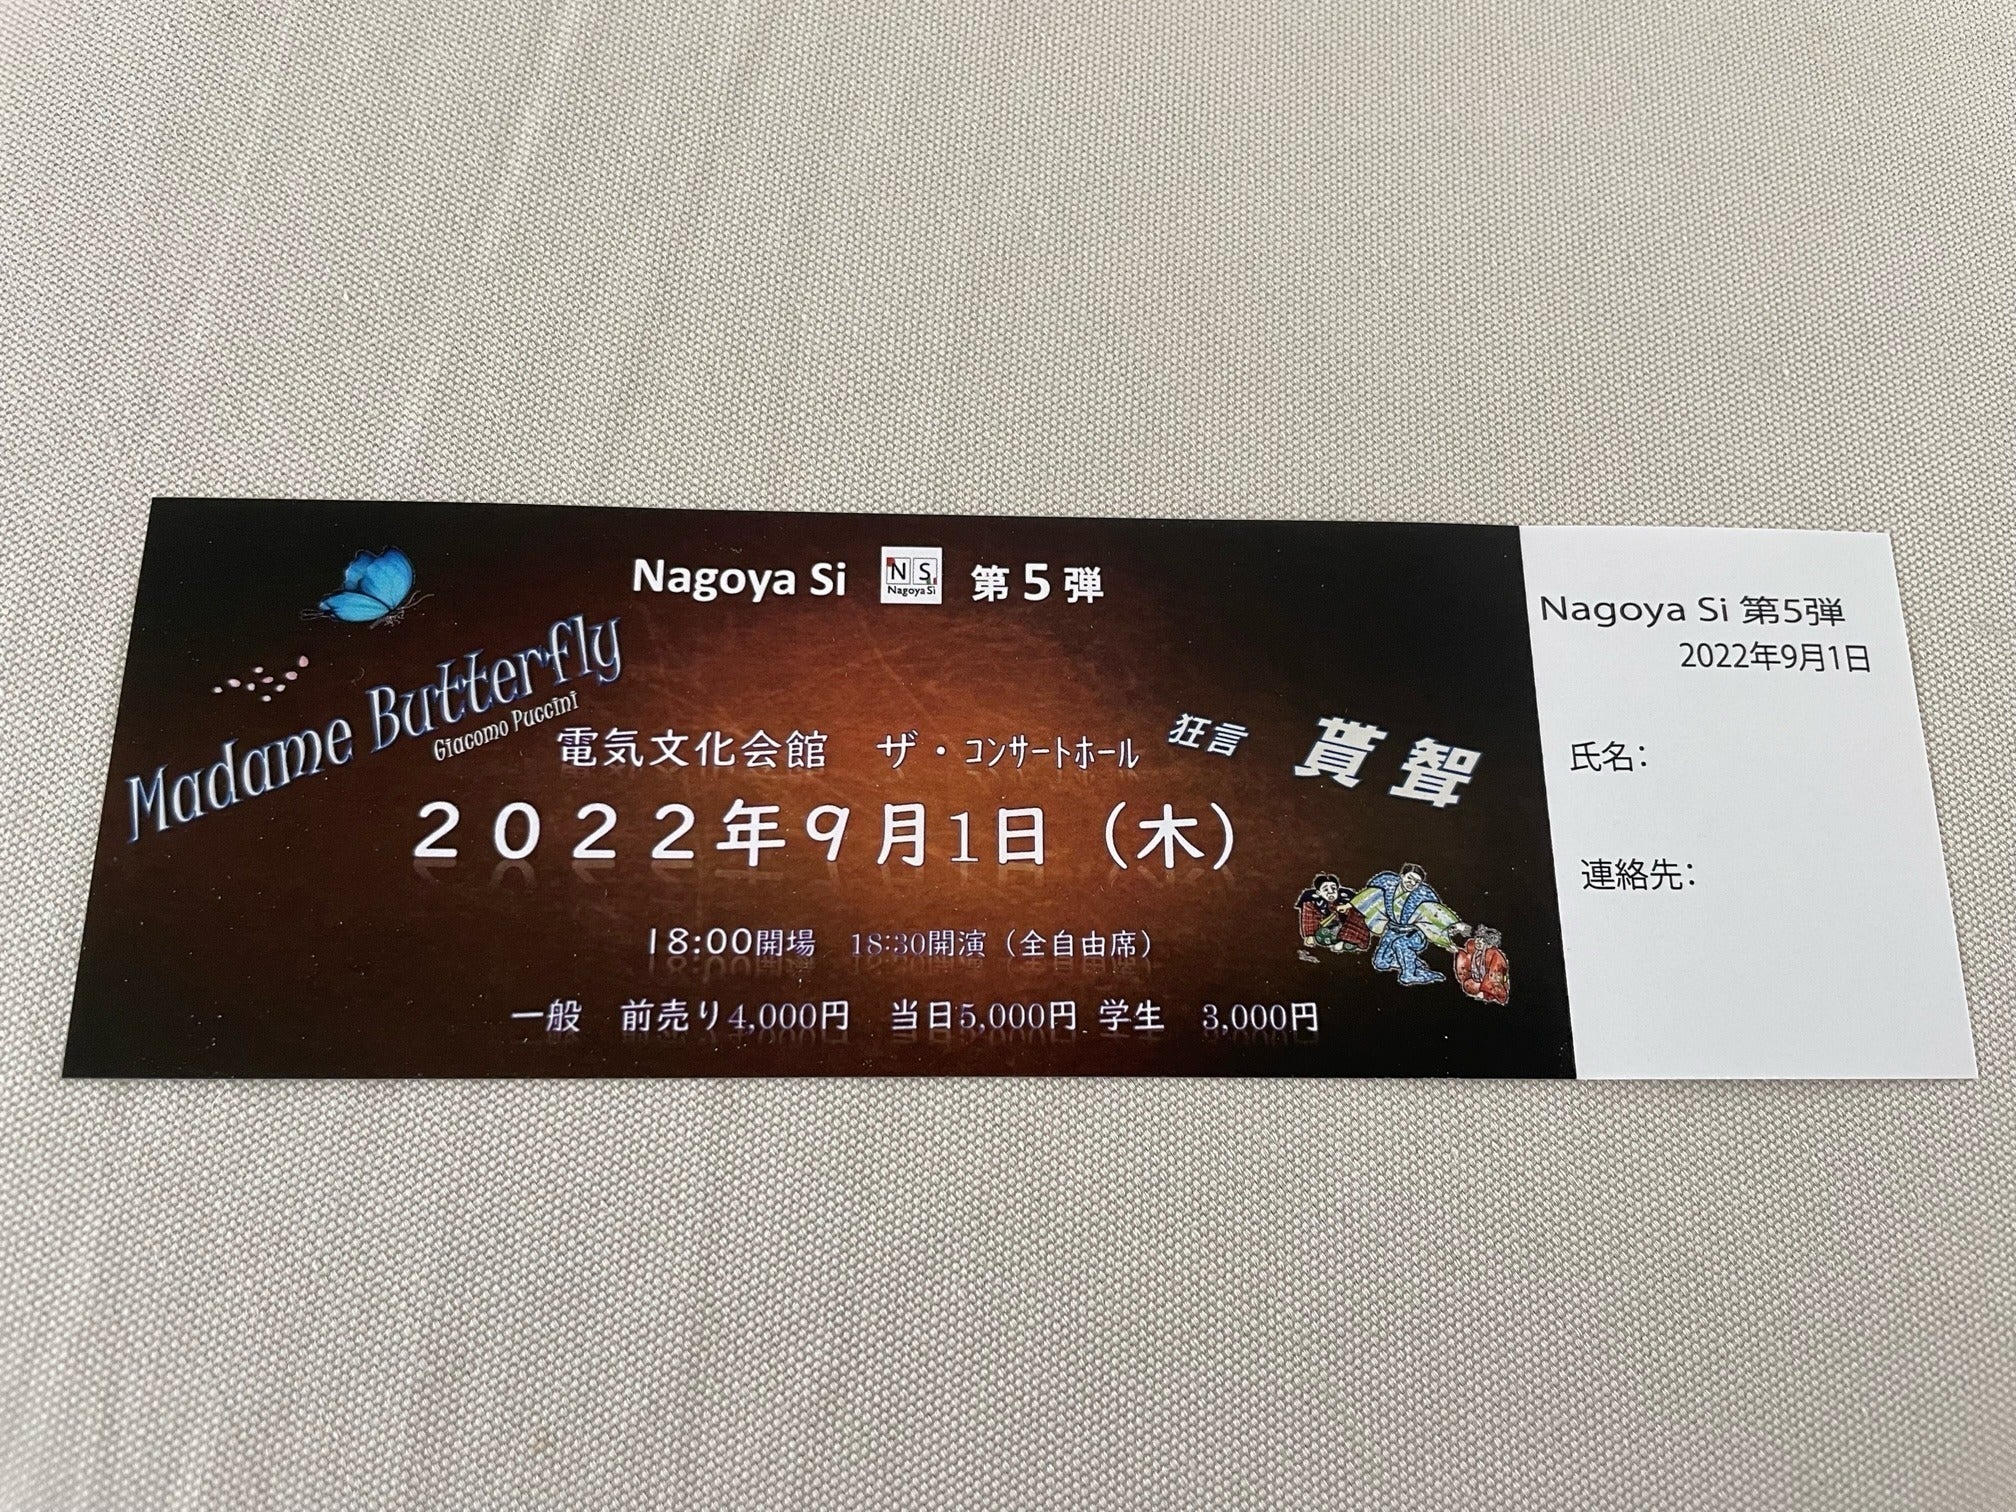 Nagoya Si NS Nagoya Si 第5弾
Madame Butterfly
Giacomo Puccini
電気文化会館 ザ・コンサートホール
狂言 貰聟
2022年9月1日(木)
18:00開場 18:30開演(全自由席)
一般 前売り4,000円 当日5,000円 学生 3,000円
Nagoya Si 第5弾
2022年9月1日
氏名:
連絡先: